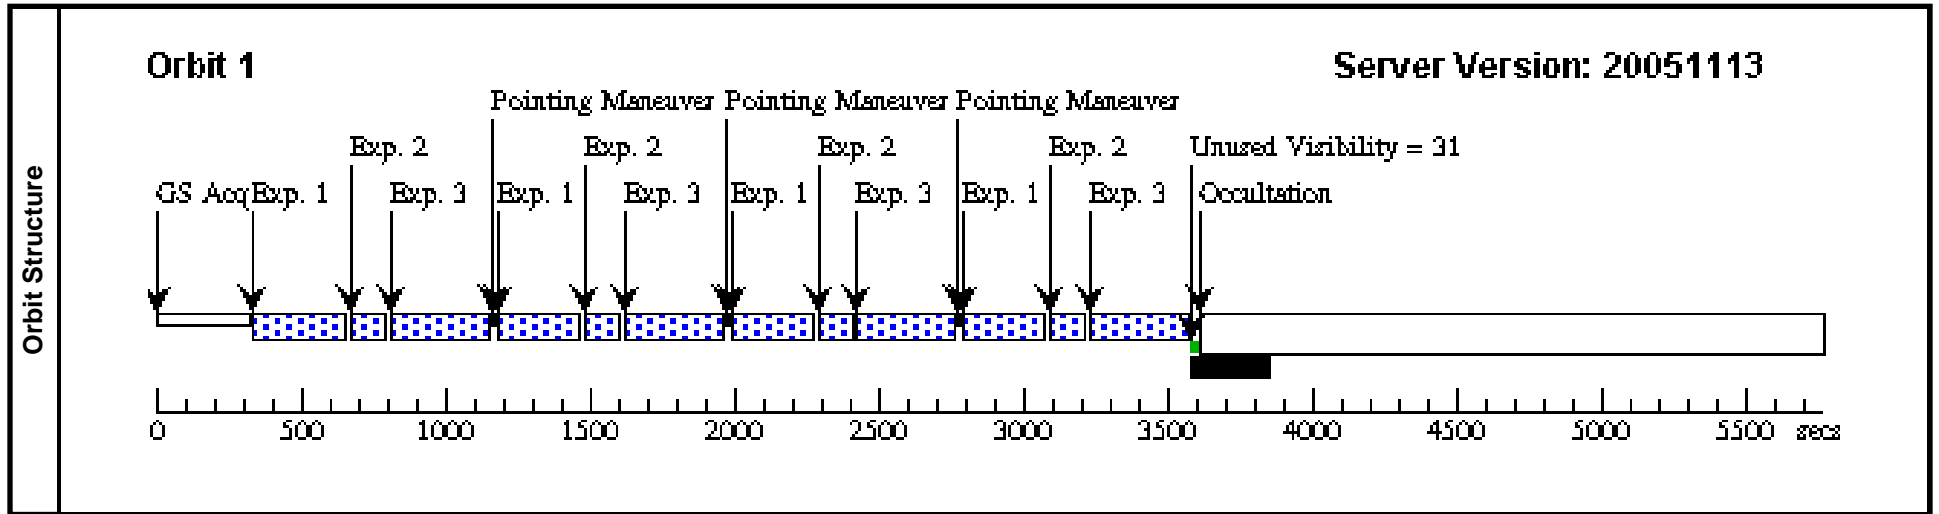 Orbit Structure
Orbit 1 Server Version: 20051113
Pointing Maneuver Pointing Maneuver Pointing Maneuver
Exp. 2 Exp. 2 Exp. 2 Exp. 2 Unused Visibility = 31
GS Acq Exp. 1 Exp. 3 Exp. 1 Exp. 3 Exp. 1 Exp. 3 Exp. 1 Exp. 3 Occultation
0 500 1000 1500 2000 2500 3000 3500 4000 4500 5000 5500 secs